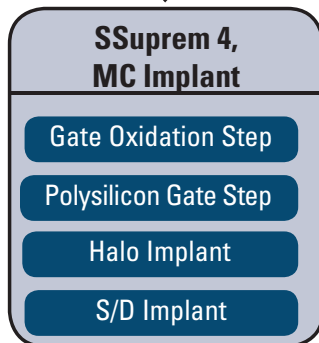 SSuprem 4,
MC Implant
Gate Oxidation Step
Polysilicon Gate Step
Halo Implant
S/D Implant